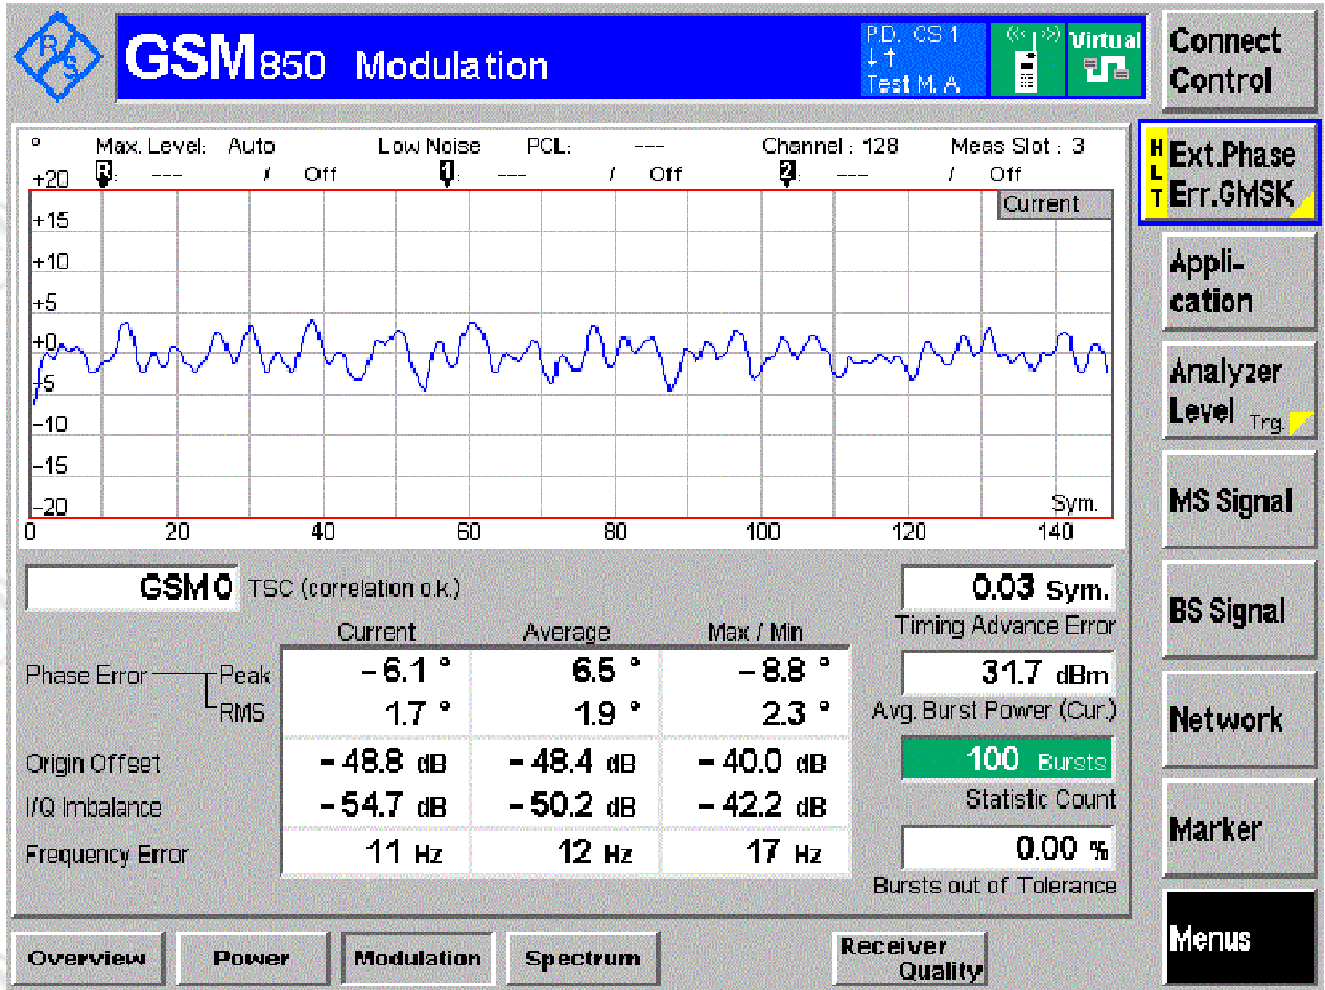 R S
GSM850 Modulation
P.D. CS 1
Test M. A.
Virtual
Connect
Control
° Max. Level: Auto Low Noise PCL: --- Channel : 128 Meas Slot : 3
R : --- / Off 1 : --- / Off 2 : --- / Off
H L T
Ext.Phase
Err.GMSK
+20
Current
+15
+10
+5
+0
-5
-10
-15
-20
Sym.
0 20 40 60 80 100 120 140
Appli-
cation
Analyzer
Level Trg.
MS Signal
BS Signal
Network
Marker
Menus
GSM 0 TSC (correlation o.k.)
0.03 Sym.
Timing Advance Error
Current Average Max / Min
Phase Error Peak -6.1 ° 6.5 ° -8.8 °
31.7 dBm
RMS 1.7 ° 1.9 ° 2.3 °
Avg. Burst Power (Cur.)
Origin Offset -48.8 dB -48.4 dB -40.0 dB
100 Bursts
Statistic Count
I/Q Imbalance -54.7 dB -50.2 dB -42.2 dB
Frequency Error 11 Hz 12 Hz 17 Hz
0.00 %
Bursts out of Tolerance
Overview Power Modulation Spectrum
Receiver
Quality